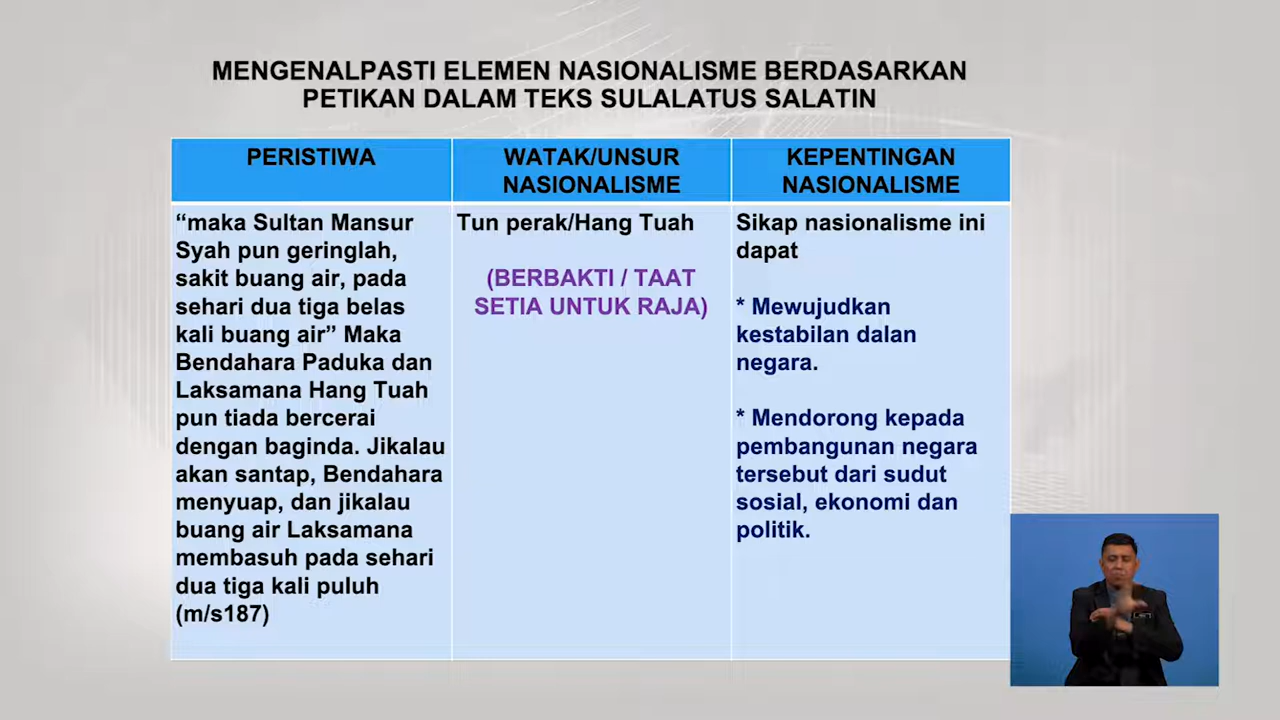 MENGENALPASTI ELEMEN NASIONALISME BERDASARKAN
PETIKAN DALAM TEKS SULALATUS SALATIN
PERISTIWA
WATAK/UNSUR
NASIONALISME
KEPENTINGAN
NASIONALISME
“maka Sultan Mansur
Syah pun geringlah,
sakit buang air, pada
sehari dua tiga belas
kali buang air” Maka
Bendahara Paduka dan
Laksamana Hang Tuah
pun tiada bercerai
dengan baginda. Jikalau
akan santap, Bendahara
menyuap, dan jikalau
buang air Laksamana
membasuh pada sehari
dua tiga kali puluh
(m/s187)
Tun perak/Hang Tuah
(BERBAKTI / TAAT
SETIA UNTUK RAJA)
Sikap nasionalisme ini
dapat
* Mewujudkan
kestabilan dalan
negara.
* Mendorong kepada
pembangunan negara
tersebut dari sudut
sosial, ekonomi dan
politik.